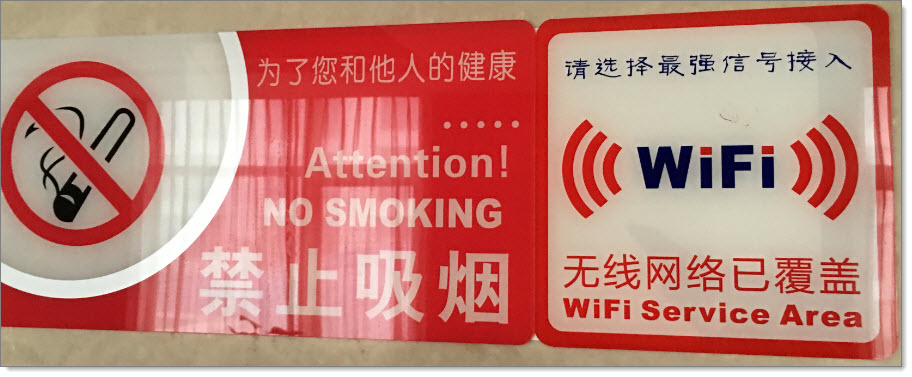 为了您和他人的健康
.....
Attention!
NO SMOKING
禁止吸烟
请选择最强信号接入
WiFi
无线网络已覆盖
WiFi Service Area